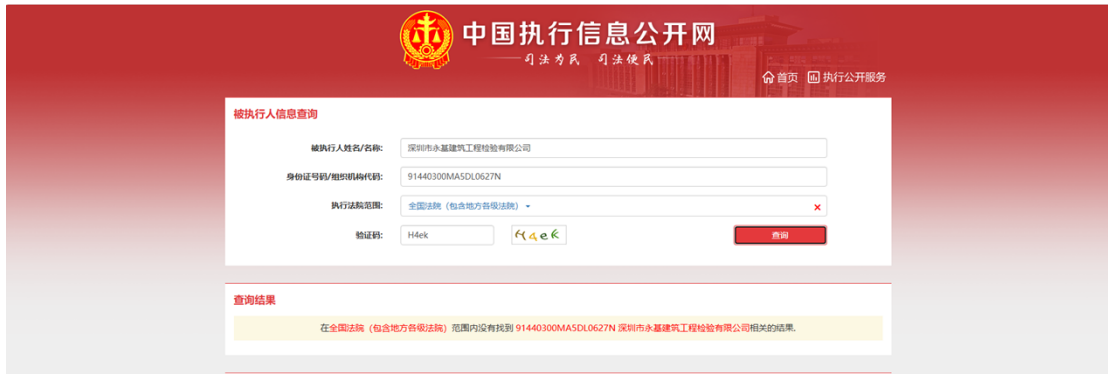 中国执行信息公开网
司法为民 司法便民
首页 执行公开服务
被执行人信息查询
被执行人姓名/名称: 深圳市永基建筑工程检验有限公司
身份证号码/组织机构代码: 91440300MA5DL0627N
执行法院范围: 全国法院（包含地方各级法院）
验证码: H4ek H4ek 查询
查询结果
在全国法院（包含地方各级法院）范围内没有找到 91440300MA5DL0627N 深圳市永基建筑工程检验有限公司相关的结果.